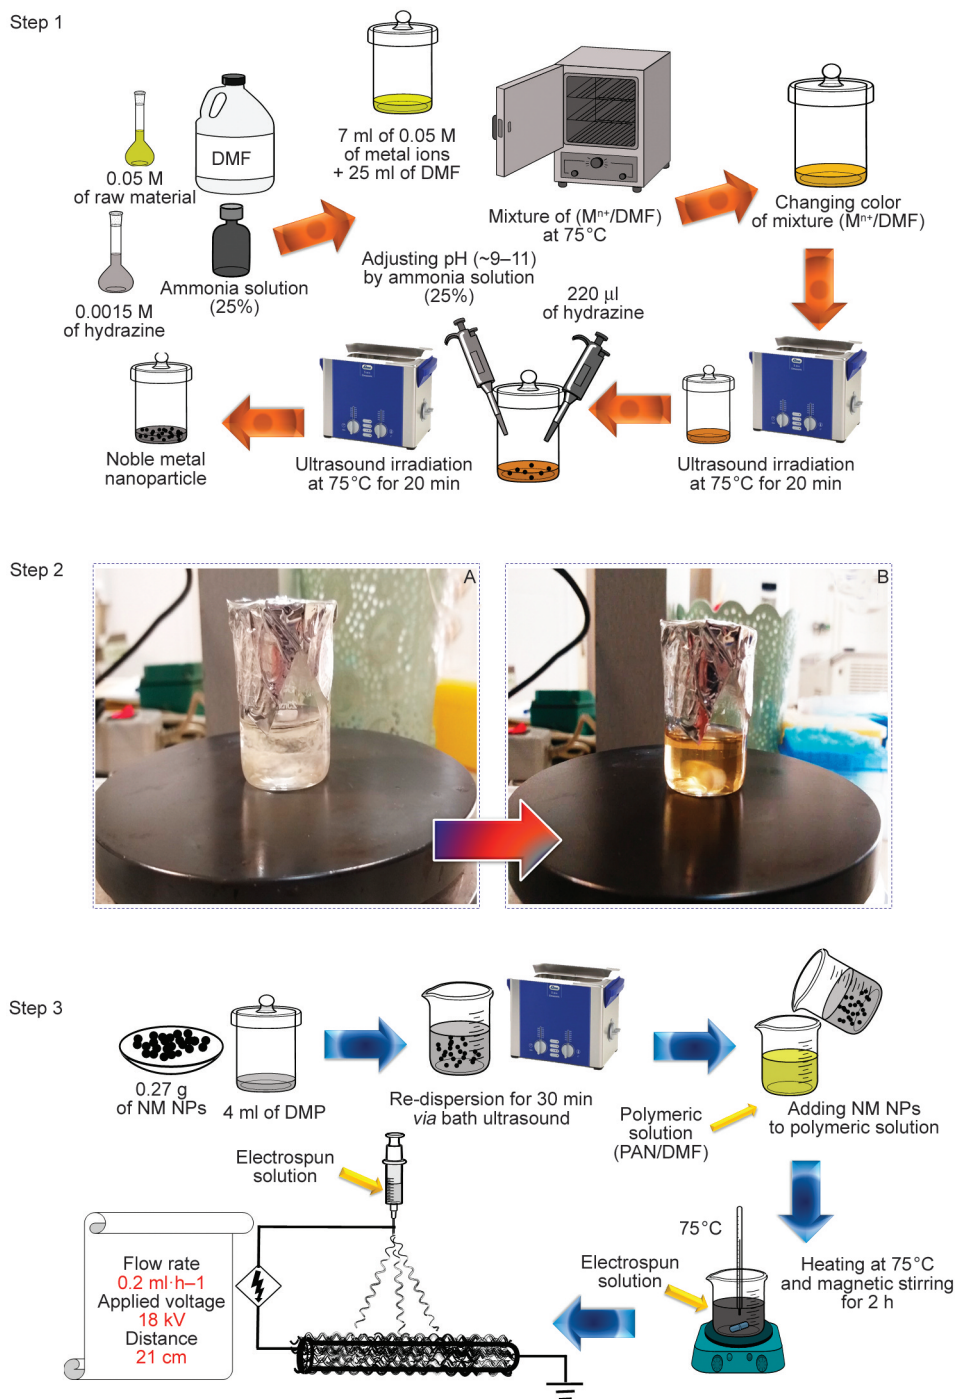 Step 1
DMF
0.05 M
of raw material
0.0015 M
of hydrazine
Ammonia solution
(25%)
7 ml of 0.05 M
of metal ions
+ 25 ml of DMF
Mixture of (Mⁿ⁺/DMF)
at 75°C
Changing color
of mixture (Mⁿ⁺/DMF)
Ultrasound irradiation
at 75°C for 20 min
Adjusting pH (~9–11)
by ammonia solution
(25%)
220 µl
of hydrazine
Ultrasound irradiation
at 75°C for 20 min
Noble metal
nanoparticle
Step 2
A
B
Step 3
0.27 g
of NM NPs
4 ml of DMP
Re-dispersion for 30 min
via bath ultrasound
Polymeric
solution
(PAN/DMF)
Adding NM NPs
to polymeric solution
Heating at 75°C
and magnetic stirring
for 2 h
75°C
Electrospun
solution
Electrospun
solution
Flow rate
0.2 ml·h–1
Applied voltage
18 kV
Distance
21 cm